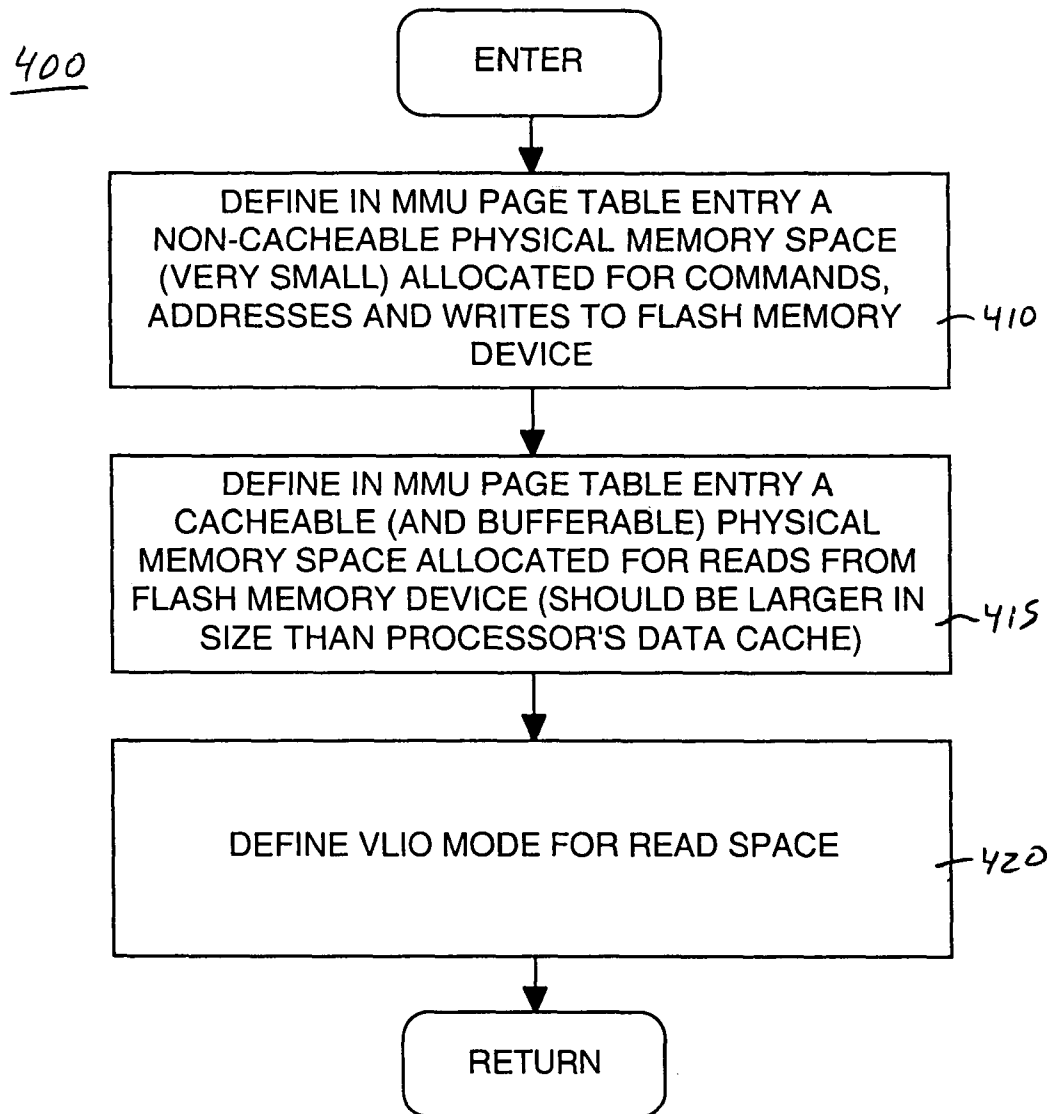 400
ENTER
DEFINE IN MMU PAGE TABLE ENTRY A
NON-CACHEABLE PHYSICAL MEMORY SPACE
(VERY SMALL) ALLOCATED FOR COMMANDS,
ADDRESSES AND WRITES TO FLASH MEMORY
DEVICE
410
DEFINE IN MMU PAGE TABLE ENTRY A
CACHEABLE (AND BUFFERABLE) PHYSICAL
MEMORY SPACE ALLOCATED FOR READS FROM
FLASH MEMORY DEVICE (SHOULD BE LARGER IN
SIZE THAN PROCESSOR'S DATA CACHE)
415
DEFINE VLIO MODE FOR READ SPACE
420
RETURN